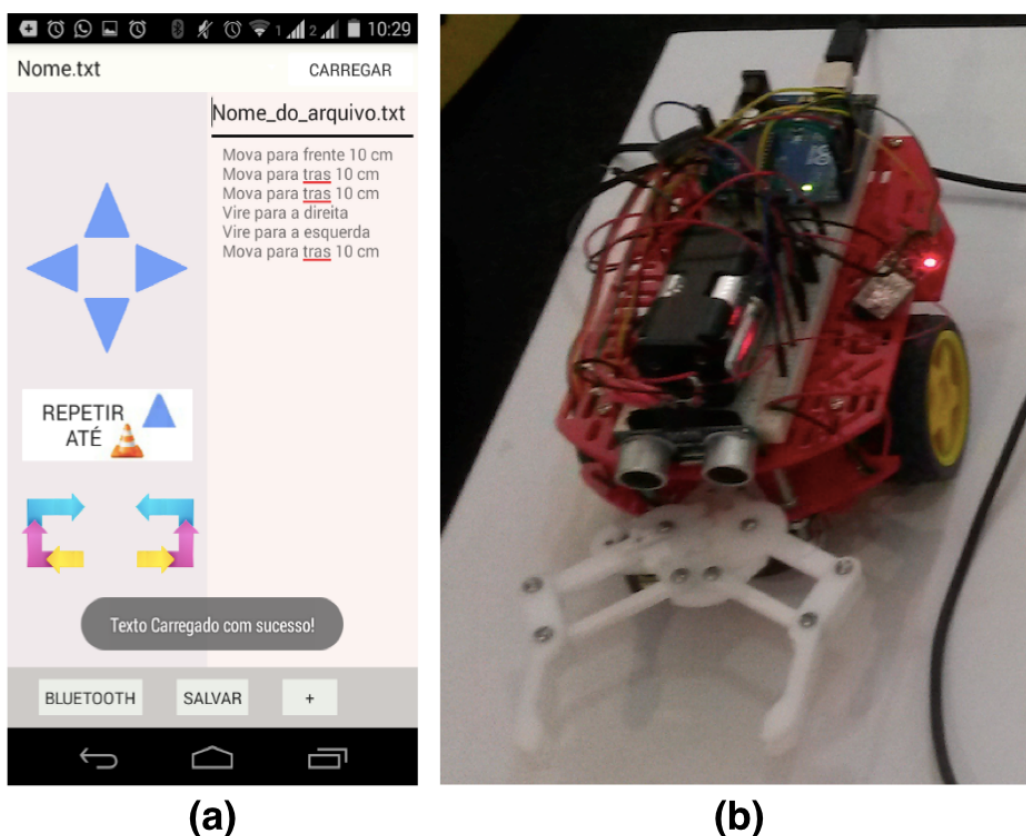 1 2 10:29
Nome.txt
CARREGAR
Nome_do_arquivo.txt
Mova para frente 10 cm
Mova para tras 10 cm
Mova para tras 10 cm
Vire para a direita
Vire para a esquerda
Mova para tras 10 cm
REPETIR
ATÉ
Texto Carregado com sucesso!
BLUETOOTH
SALVAR
+
(a)
(b)